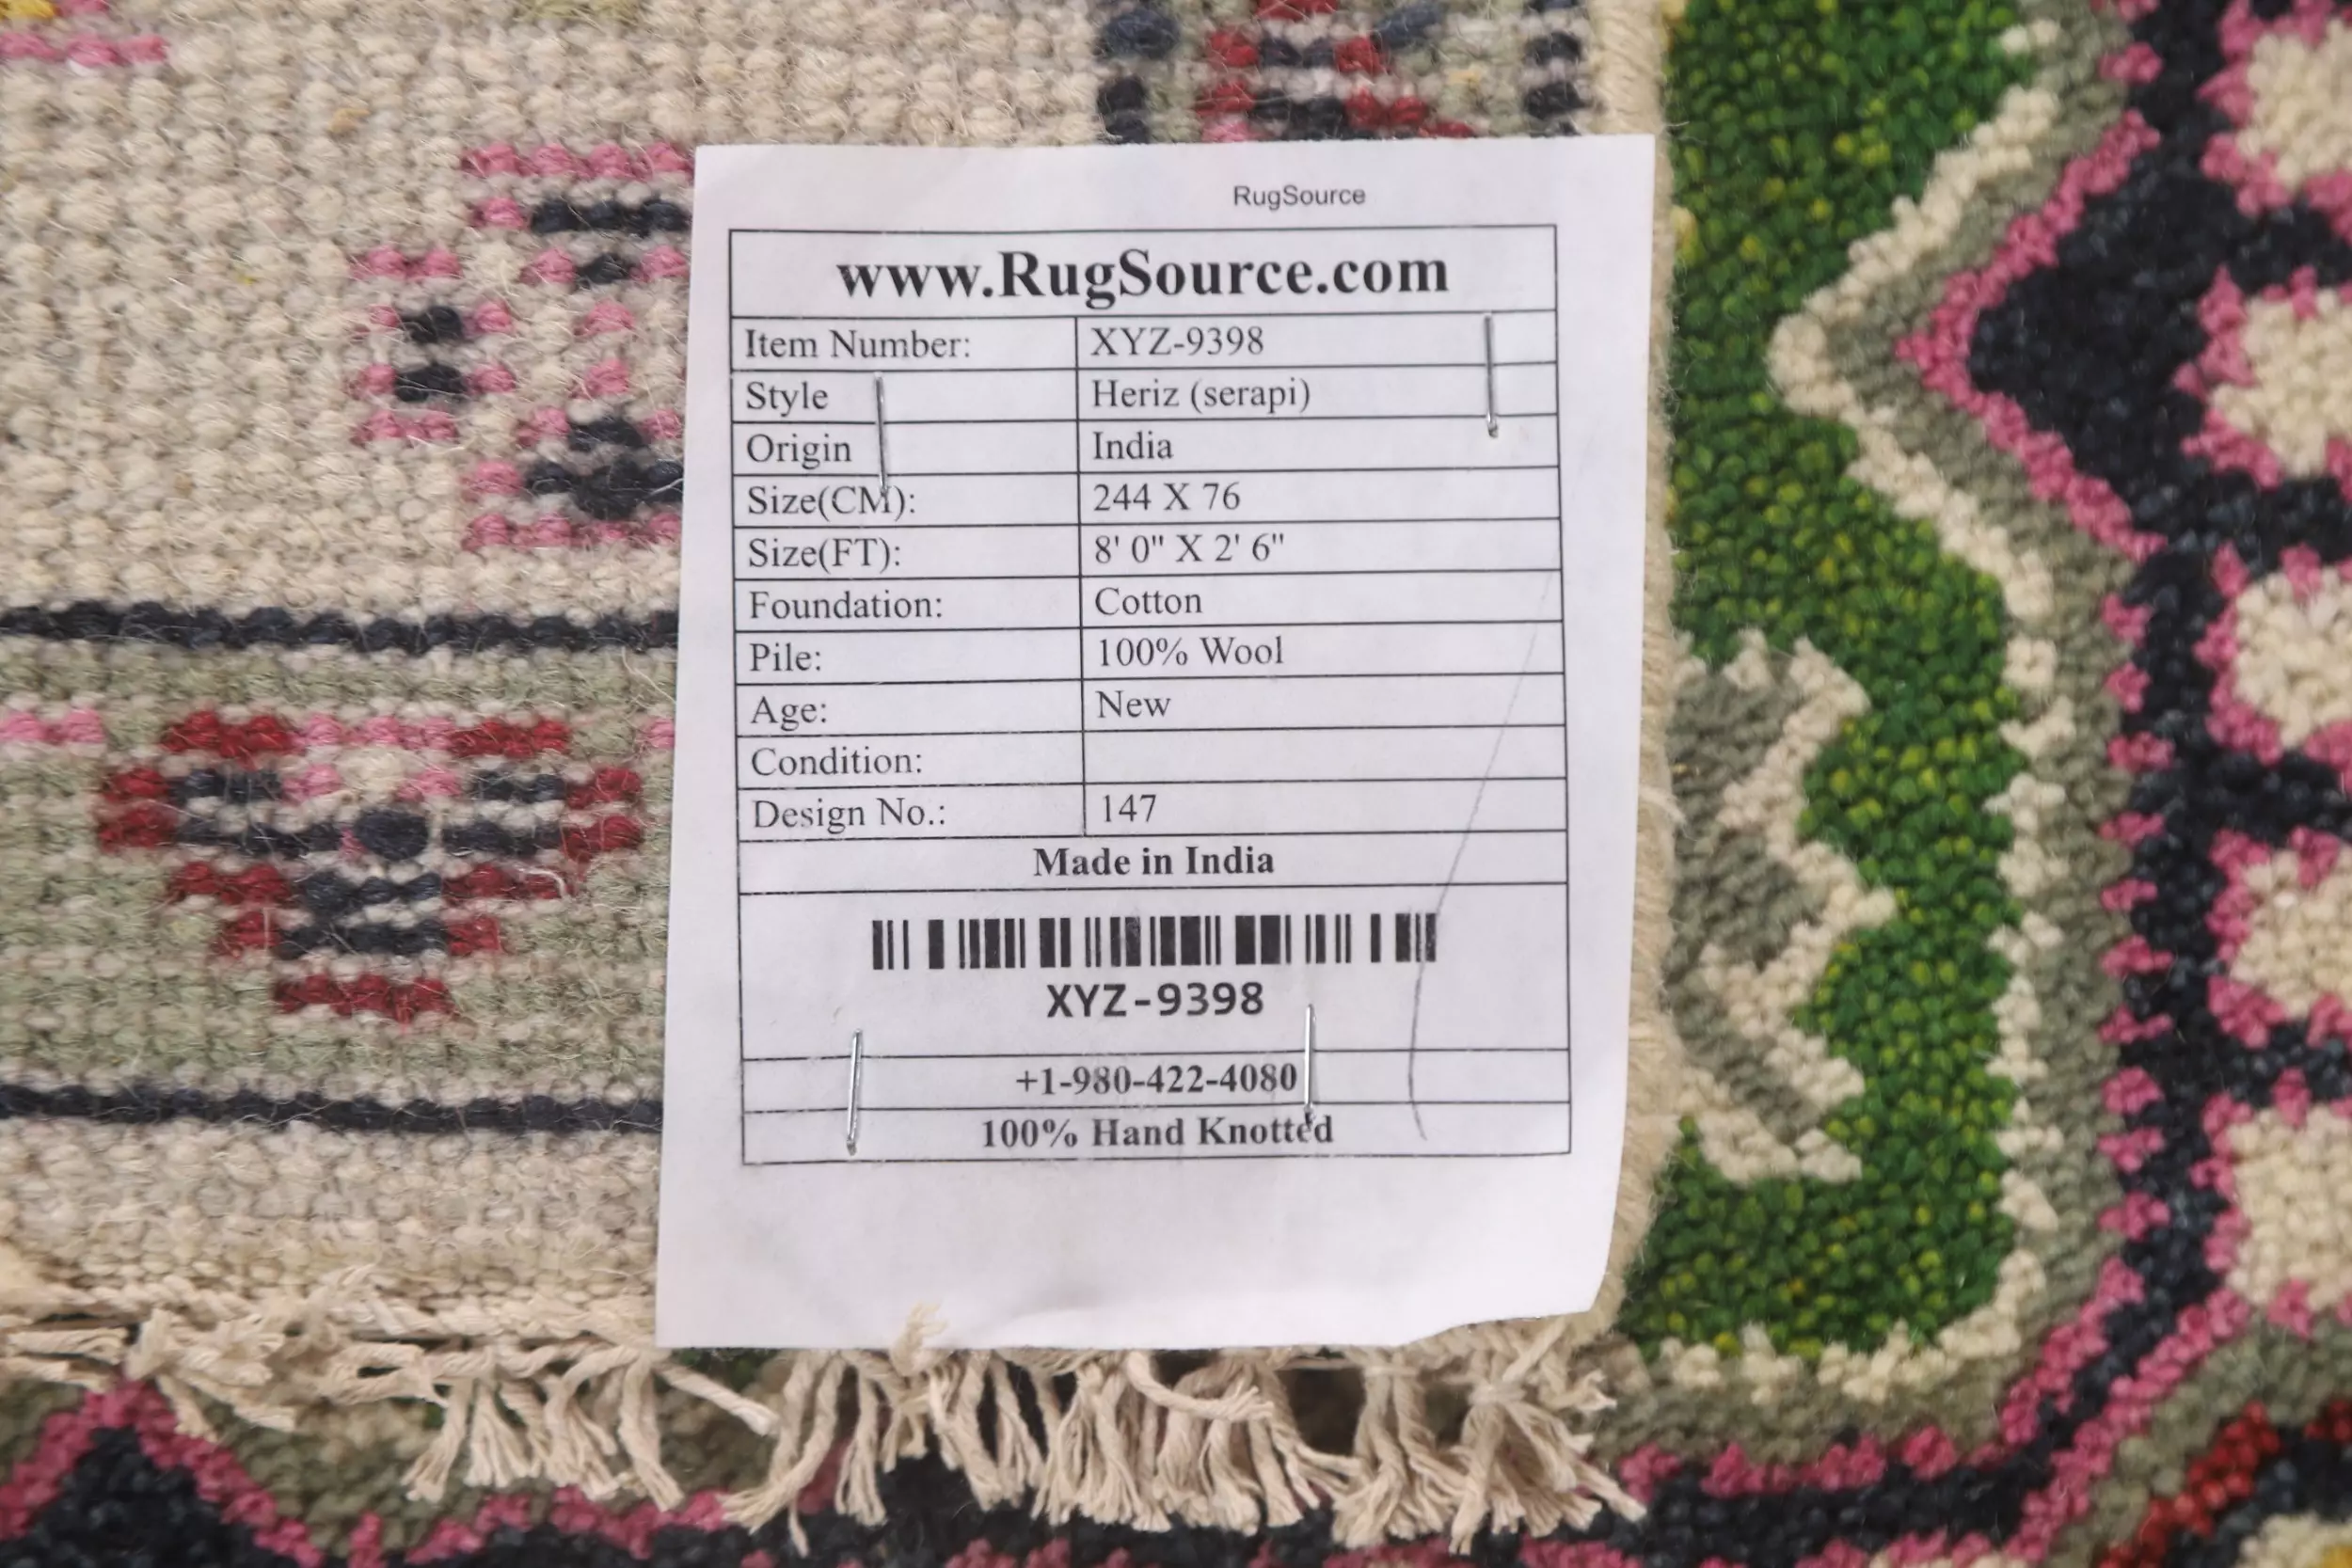 RugSource
www.RugSource.com
Item Number: XYZ-9398
Style Heriz (serapi)
Origin India
Size(CM): 244 X 76
Size(FT): 8' 0" X 2' 6"
Foundation: Cotton
Pile: 100% Wool
Age: New
Condition:
Design No.: 147
Made in India
XYZ-9398
+1-980-422-4080
100% Hand Knotted